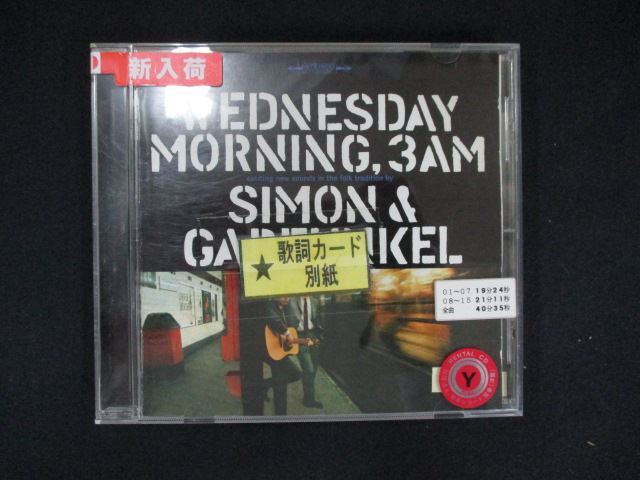 新入荷
WEDNESDAY
MORNING, 3AM
exciting new sounds in the folk tradition by
SIMON &
GARFUNKEL
★ 歌詞カード
別紙
01～07 19分24秒
08～15 21分11秒
全曲 40分35秒
RENTAL CD
Y